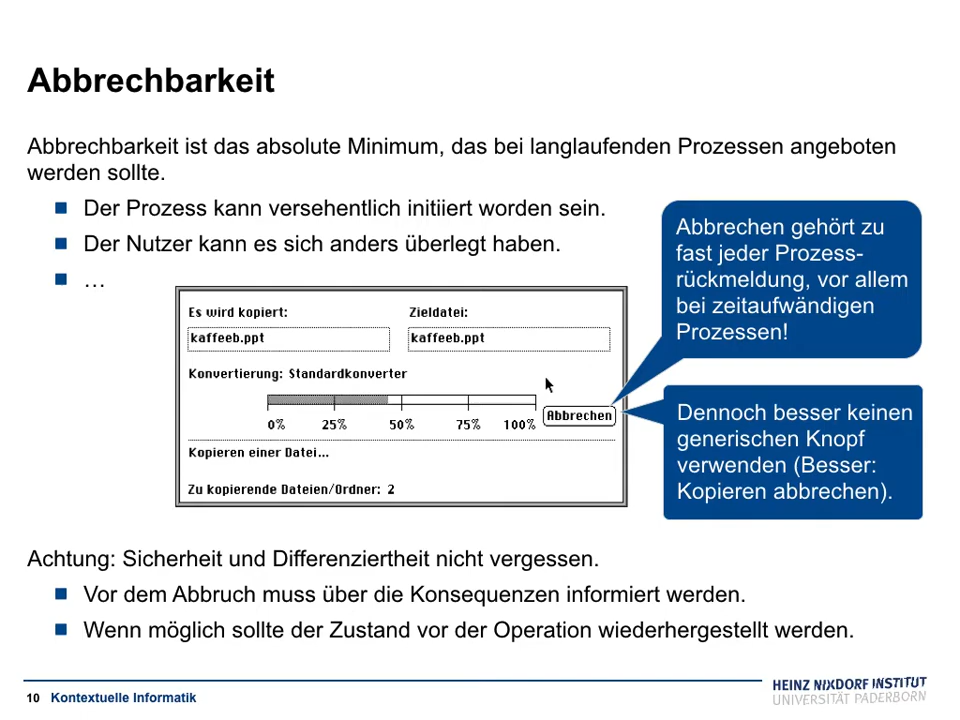 Abbrechbarkeit
Abbrechbarkeit ist das absolute Minimum, das bei langlaufenden Prozessen angeboten
werden sollte.
Der Prozess kann versehentlich initiiert worden sein.
Der Nutzer kann es sich anders überlegt haben.
…
Abbrechen gehört zu
fast jeder Prozess-
rückmeldung, vor allem
bei zeitaufwändigen
Prozessen!
Es wird kopiert:
Zieldatei:
kaffeeb.ppt
kaffeeb.ppt
Konvertierung: Standardkonverter
Abbrechen
0% 25% 50% 75% 100%
Kopieren einer Datei...
Zu kopierende Dateien/Ordner: 2
Dennoch besser keinen
generischen Knopf
verwenden (Besser:
Kopieren abbrechen).
Achtung: Sicherheit und Differenziertheit nicht vergessen.
Vor dem Abbruch muss über die Konsequenzen informiert werden.
Wenn möglich sollte der Zustand vor der Operation wiederhergestellt werden.
10 Kontextuelle Informatik
HEINZ NIXDORF INSTITUT
UNIVERSITÄT PADERBORN